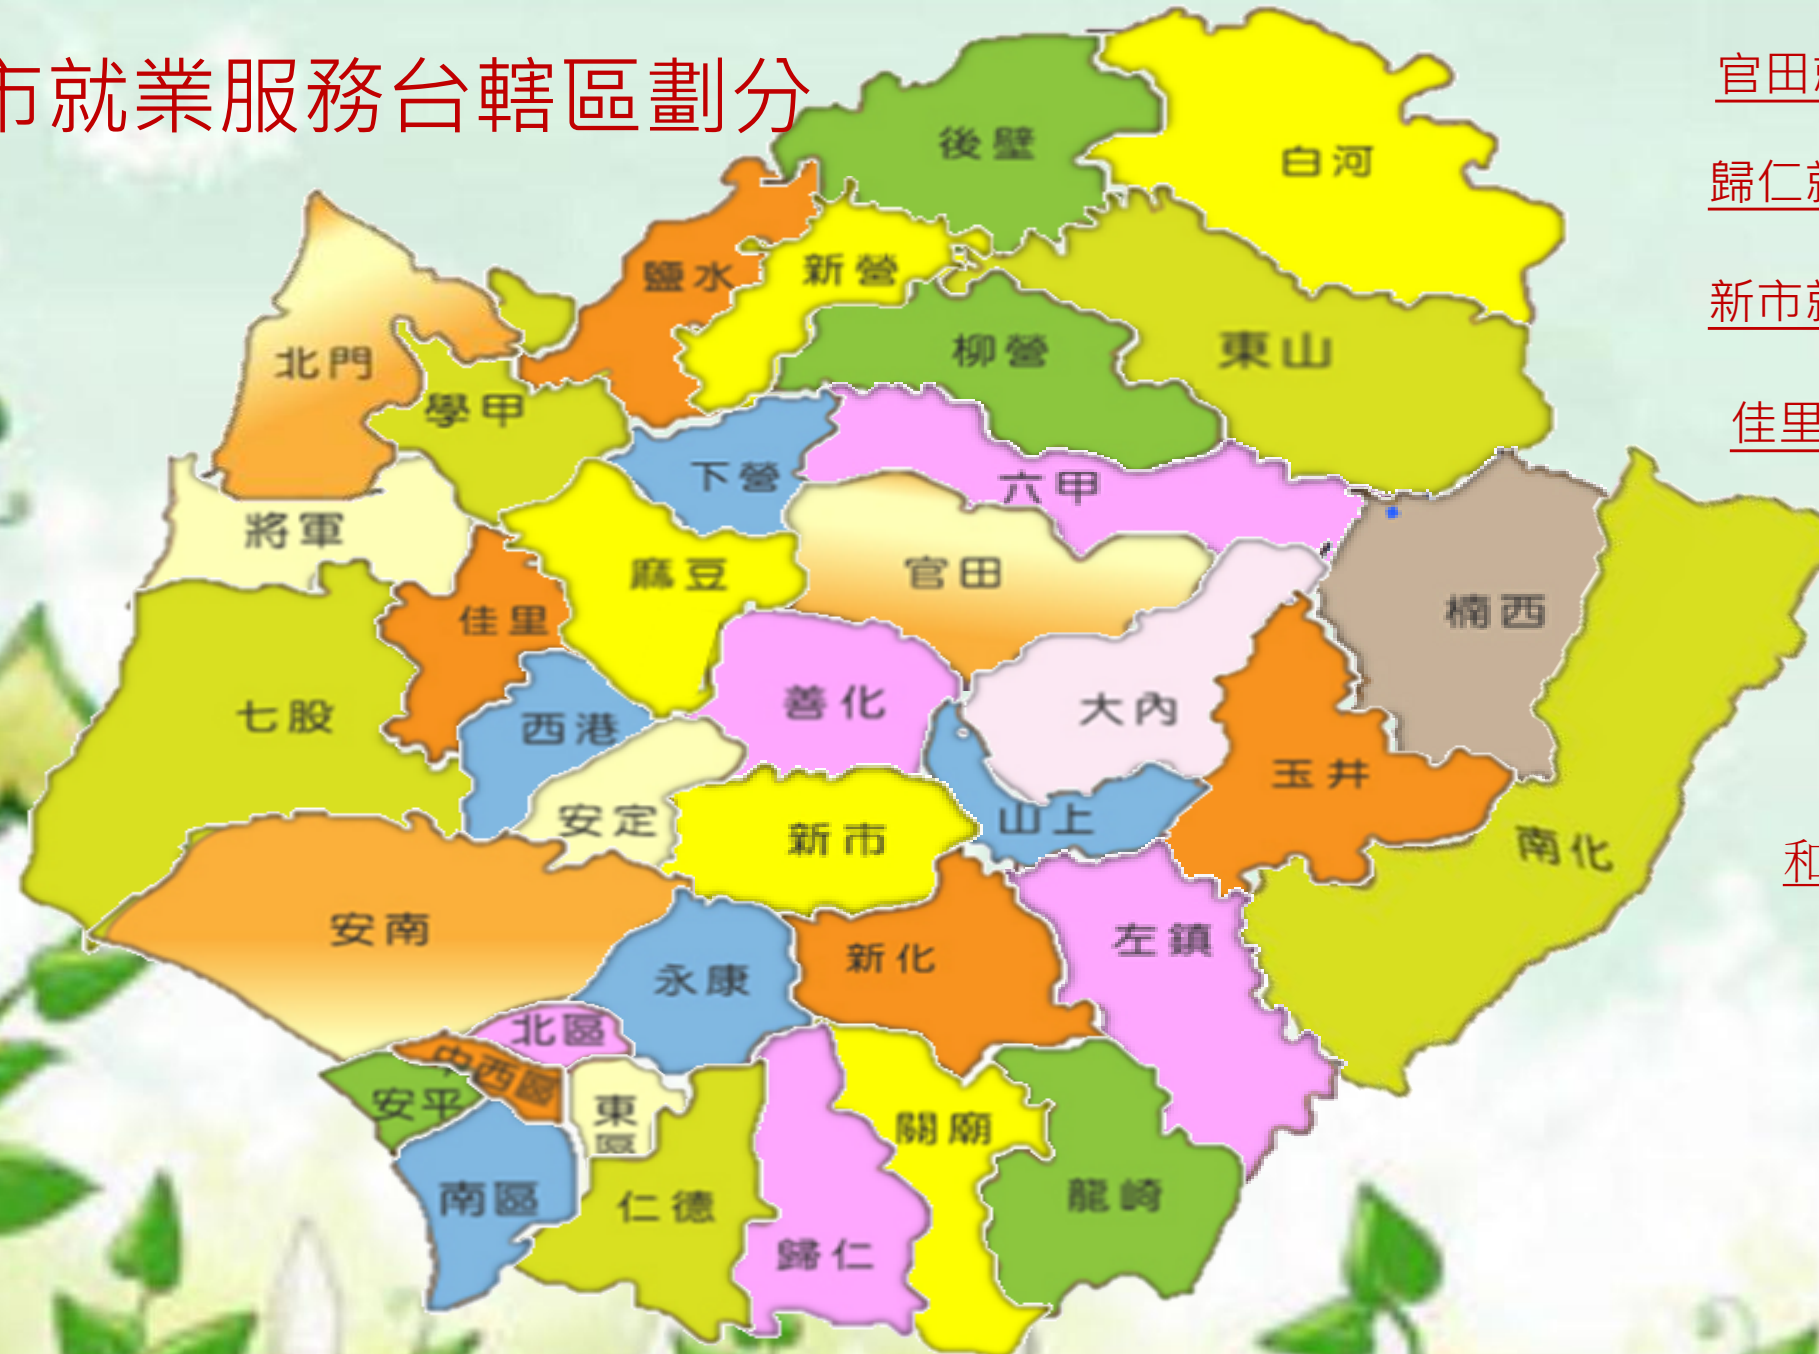 市就業服務台轄區劃分
官田
歸仁
新市
佳里
和
後壁
白河
鹽水
新營
北門
柳營
東山
學甲
下營
六甲
將軍
麻豆
官田
佳里
楠西
七股
西港
善化
大內
玉井
安定
新市
山上
南化
安南
永康
新化
左鎮
北區
中西區
安平
東區
關廟
南區
仁德
龍崎
歸仁